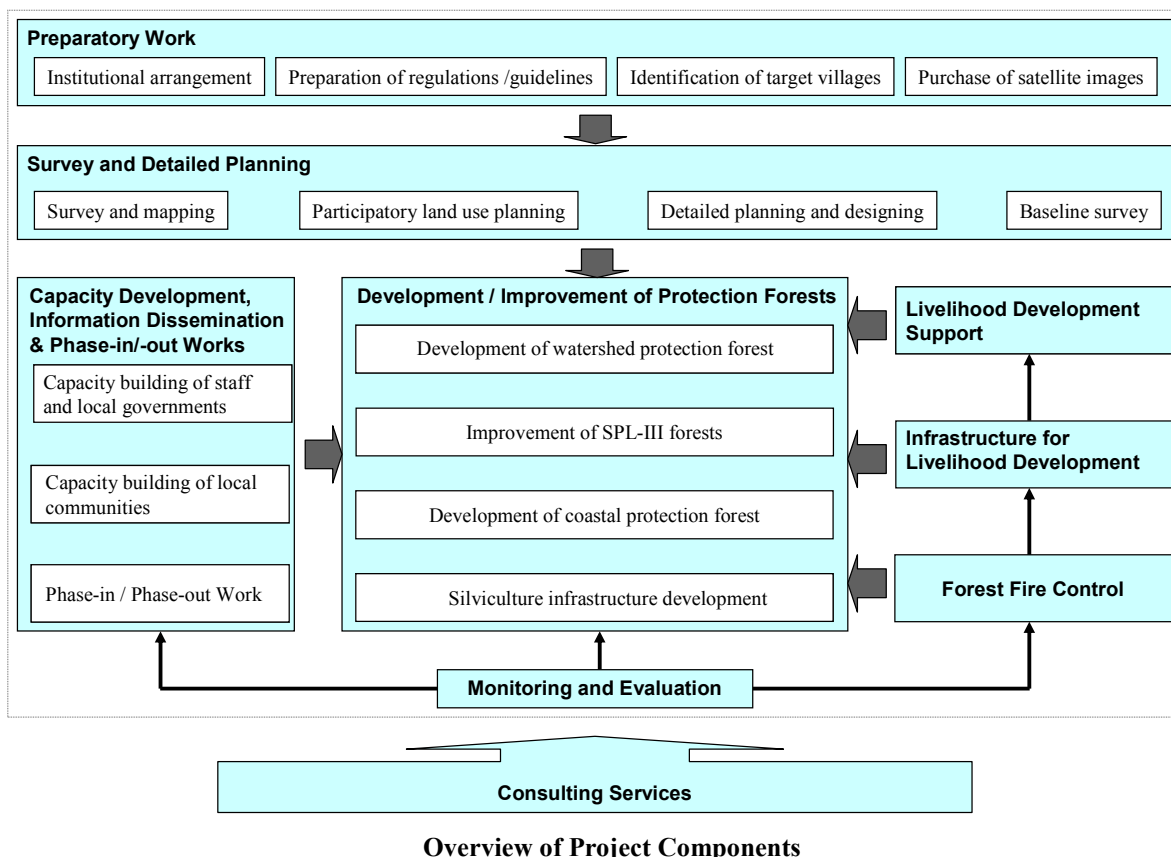 Preparatory Work
Institutional arrangement
Preparation of regulations /guidelines
Identification of target villages
Purchase of satellite images
Survey and Detailed Planning
Survey and mapping
Participatory land use planning
Detailed planning and designing
Baseline survey
Capacity Development,
Information Dissemination
& Phase-in/-out Works
Capacity building of staff
and local governments
Capacity building of local
communities
Phase-in / Phase-out Work
Development / Improvement of Protection Forests
Development of watershed protection forest
Improvement of SPL-III forests
Development of coastal protection forest
Silviculture infrastructure development
Livelihood Development
Support
Infrastructure for
Livelihood Development
Forest Fire Control
Monitoring and Evaluation
Consulting Services
Overview of Project Components